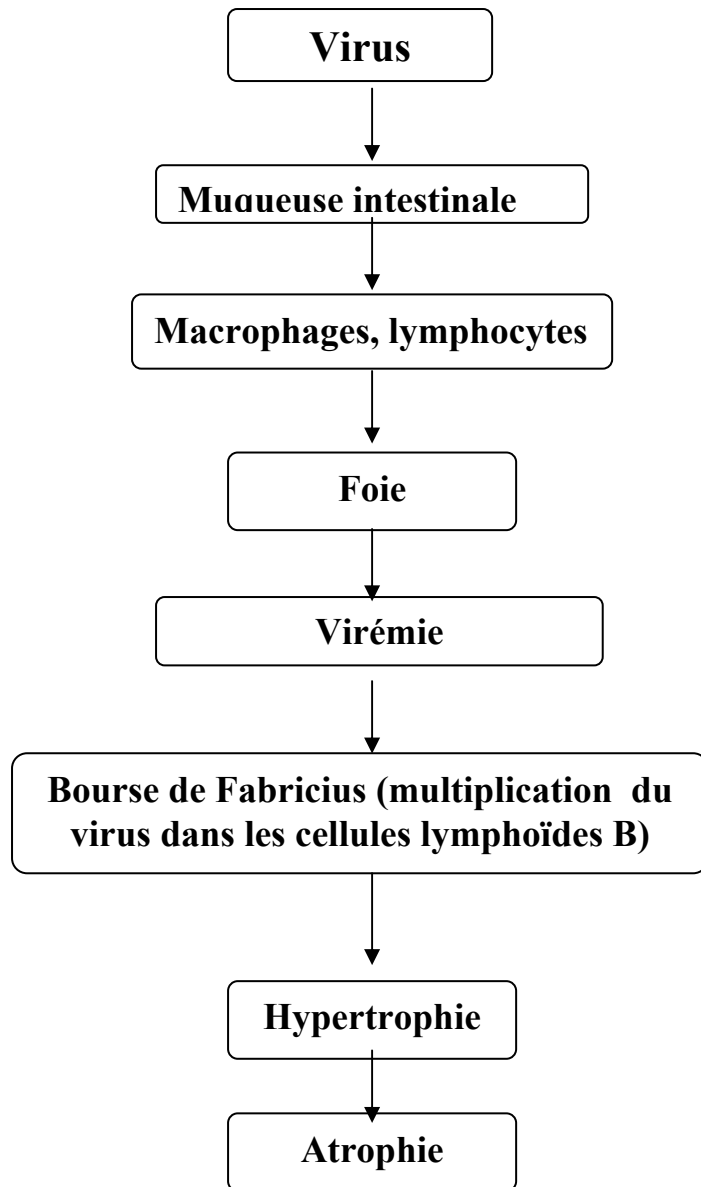 Virus
Muqueuse intestinale
Macrophages, lymphocytes
Foie
Virémie
Bourse de Fabricius (multiplication du
virus dans les cellules lymphoïdes B)
Hypertrophie
Atrophie